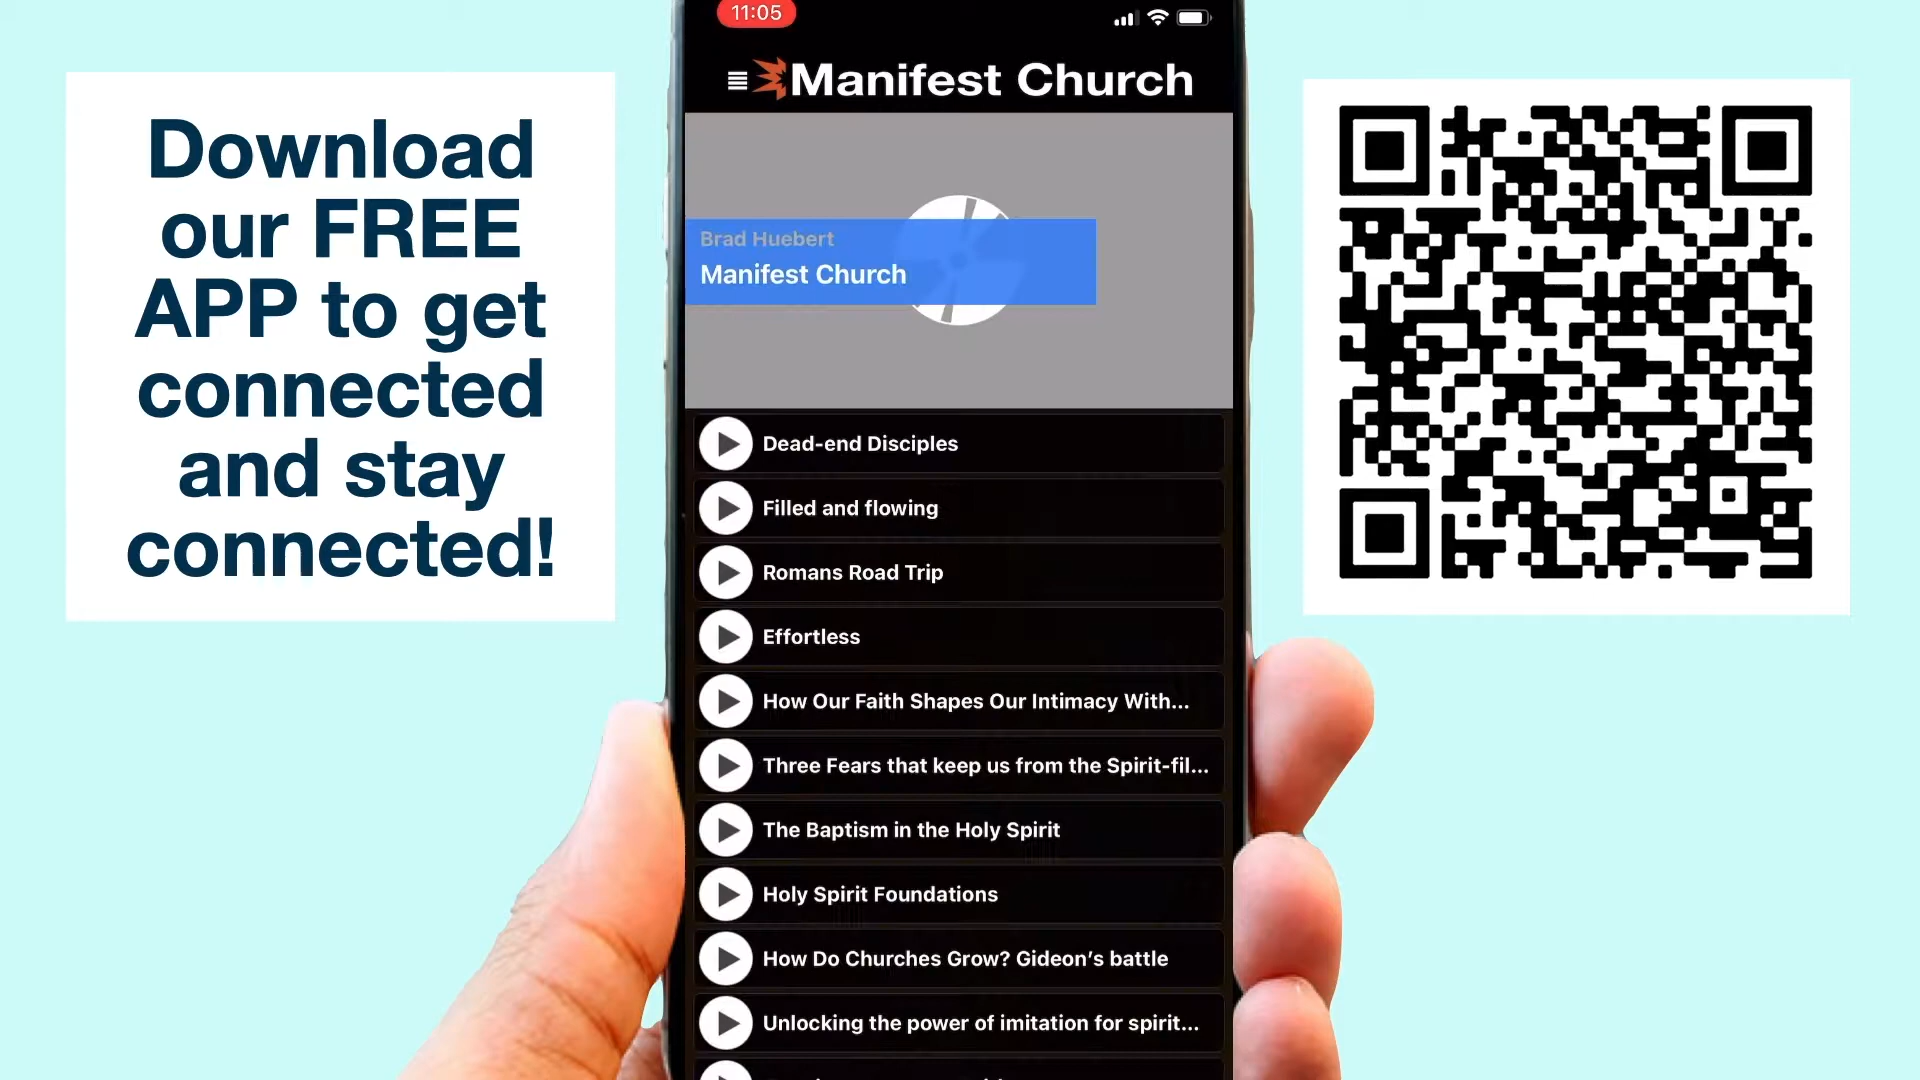 Download
our FREE
APP to get
connected
and stay
connected!
11:05
Manifest Church
Brad Huebert
Manifest Church
Dead-end Disciples
Filled and flowing
Romans Road Trip
Effortless
How Our Faith Shapes Our Intimacy With...
Three Fears that keep us from the Spirit-fil...
The Baptism in the Holy Spirit
Holy Spirit Foundations
How Do Churches Grow? Gideon's battle
Unlocking the power of imitation for spirit...